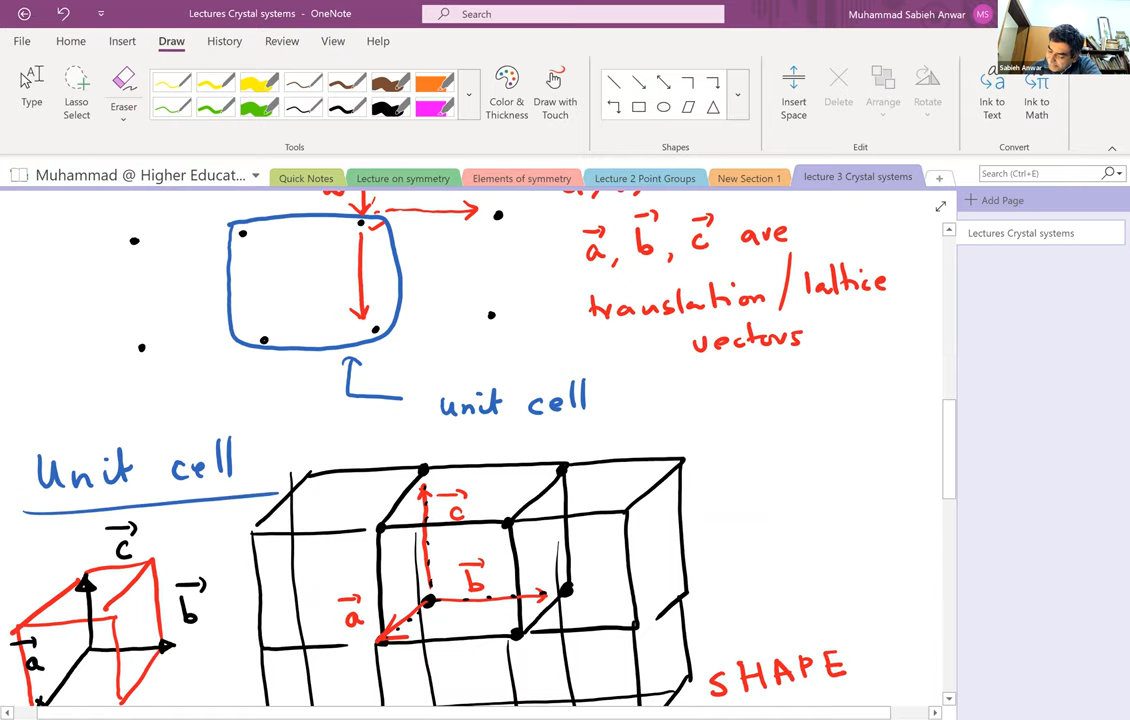 Lectures Crystal systems - OneNote
Search
Muhammad Sabieh Anwar
MS
Sabieh Anwar
File Home Insert Draw History Review View Help
Type
Lasso Select
Eraser
Color & Thickness
Draw with Touch
Insert Space
Delete
Arrange
Rotate
Ink to Text
Ink to Math
Tools
Shapes
Edit
Convert
Muhammad @ Higher Educat...
Quick Notes
Lecture on symmetry
Elements of symmetry
Lecture 2 Point Groups
New Section 1
lecture 3 Crystal systems
Search (Ctrl+E)
Add Page
Lectures Crystal systems
a, b, c are
translation / lattice
vectors
unit cell
Unit cell
c
b
a
c
b
a
SHAPE